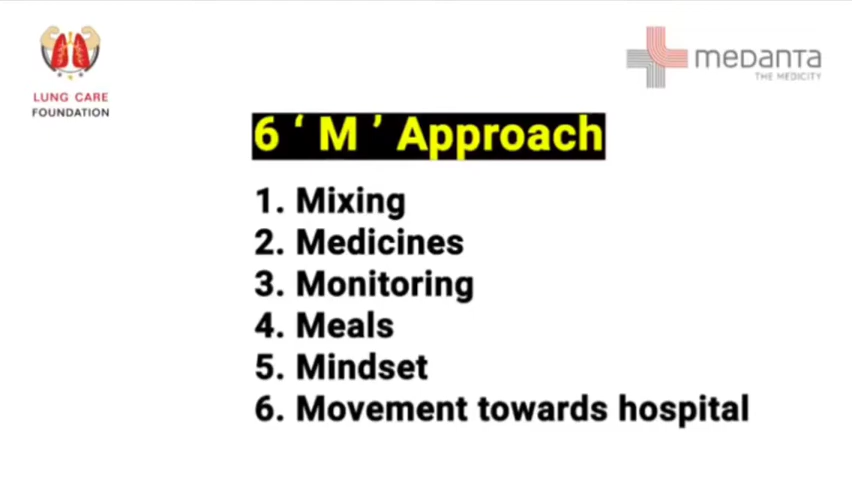 LUNG CARE
FOUNDATION
medanta
THE MEDICITY
6 ‘ M ’ Approach
1. Mixing
2. Medicines
3. Monitoring
4. Meals
5. Mindset
6. Movement towards hospital